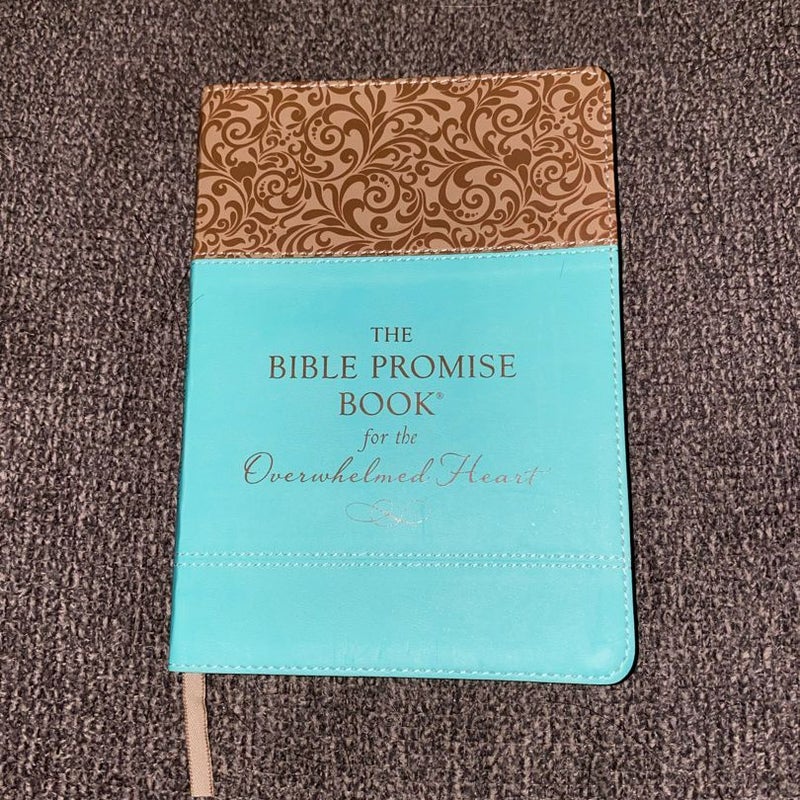 THE
BIBLE PROMISE
BOOK®
for the
Overwhelmed Heart